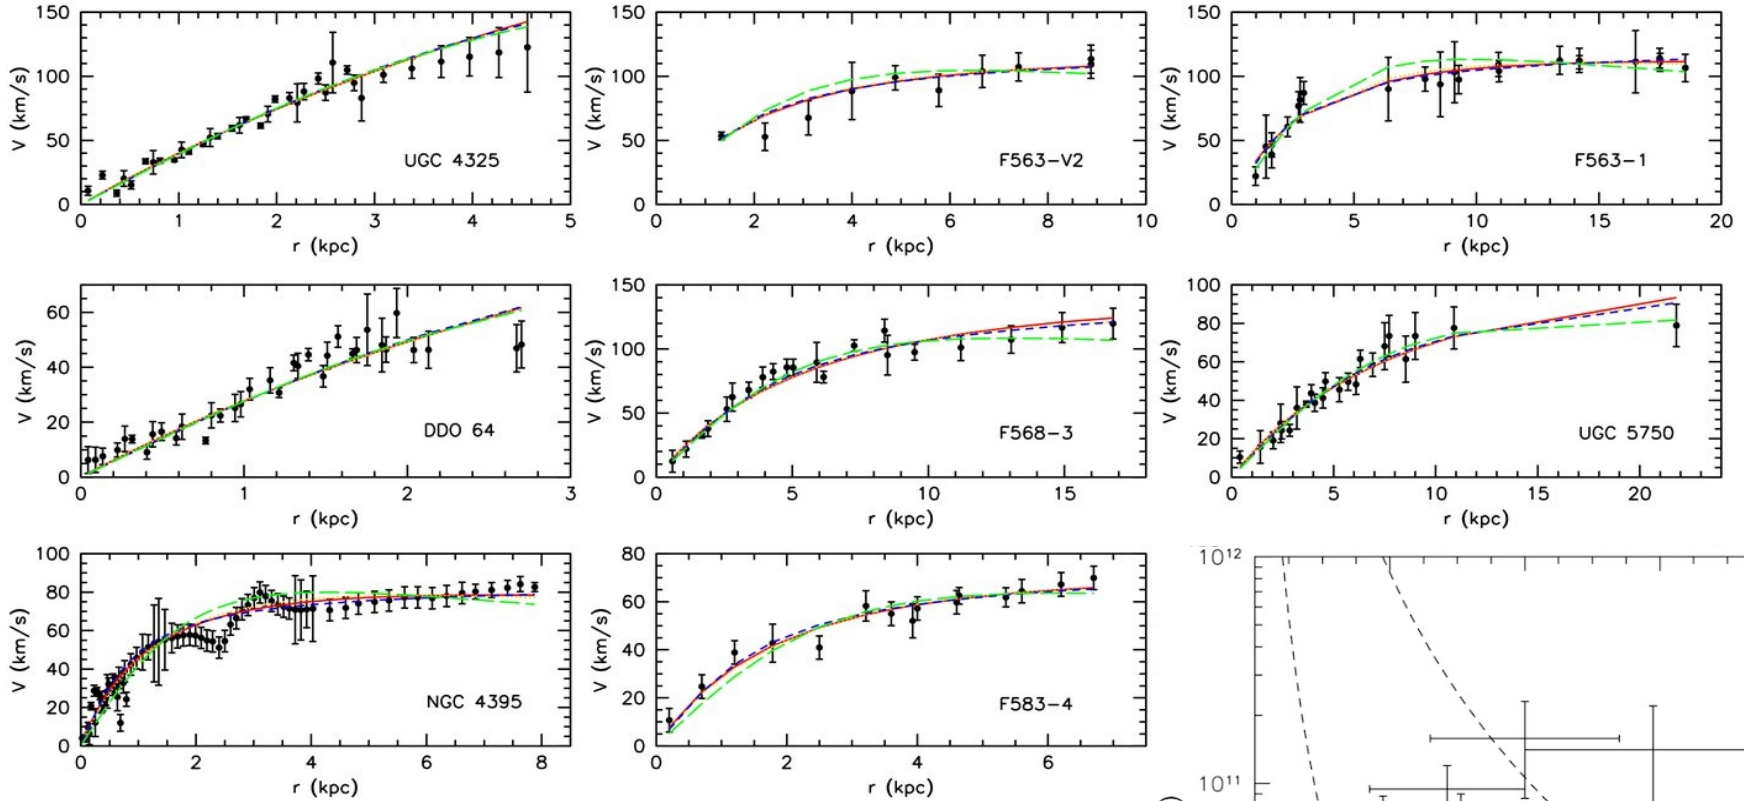 150
100
50
0
V (km/s)
UGC 4325
0 1 2 3 4 5
r (kpc)
150
100
50
0
V (km/s)
F563-V2
0 2 4 6 8 10
r (kpc)
150
100
50
0
V (km/s)
F563-1
0 5 10 15 20
r (kpc)
60
40
20
0
V (km/s)
DDO 64
0 1 2 3
r (kpc)
150
100
50
0
V (km/s)
F568-3
0 5 10 15
r (kpc)
100
80
60
40
20
0
V (km/s)
UGC 5750
0 5 10 15 20
r (kpc)
100
80
60
40
20
0
V (km/s)
NGC 4395
0 2 4 6 8
r (kpc)
80
60
40
20
0
V (km/s)
F583-4
0 2 4 6
r (kpc)
10¹²
10¹¹